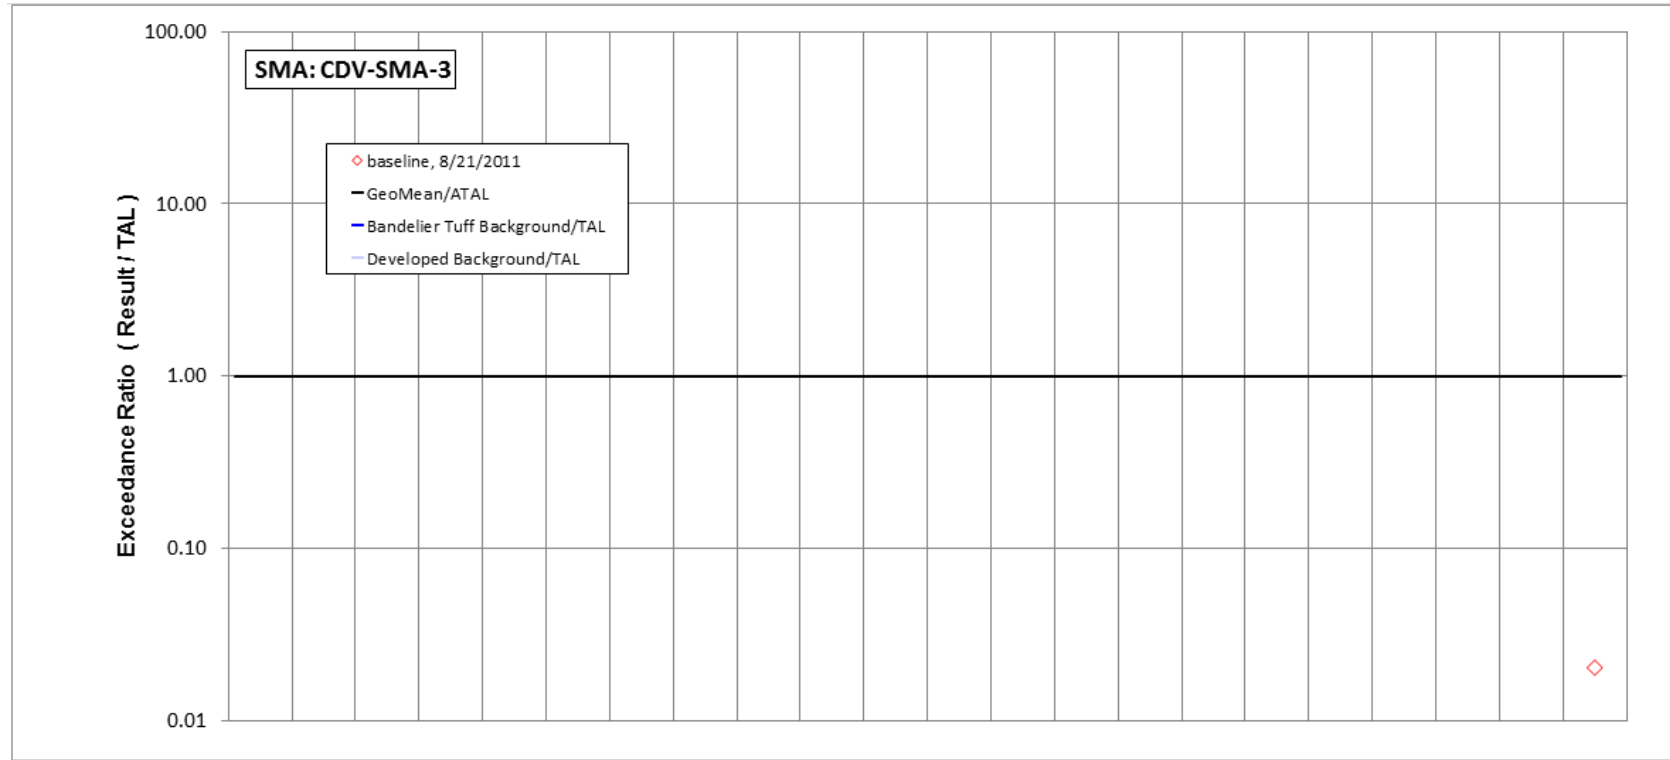 SMA: CDV-SMA-3
baseline, 8/21/2011
GeoMean/ATAL
Bandelier Tuff Background/TAL
Developed Background/TAL
Exceedance Ratio ( Result / TAL )
100.00
10.00
1.00
0.10
0.01